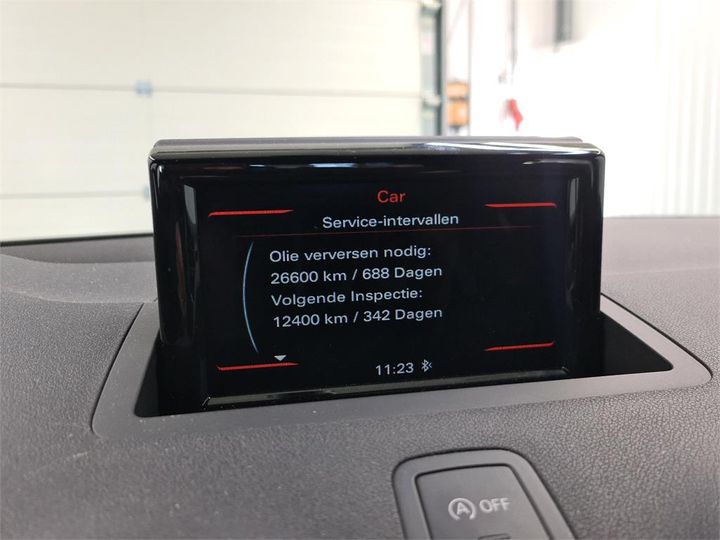 Car
Service-intervallen
Olie verversen nodig:
26600 km / 688 Dagen
Volgende Inspectie:
12400 km / 342 Dagen
11:23
A OFF